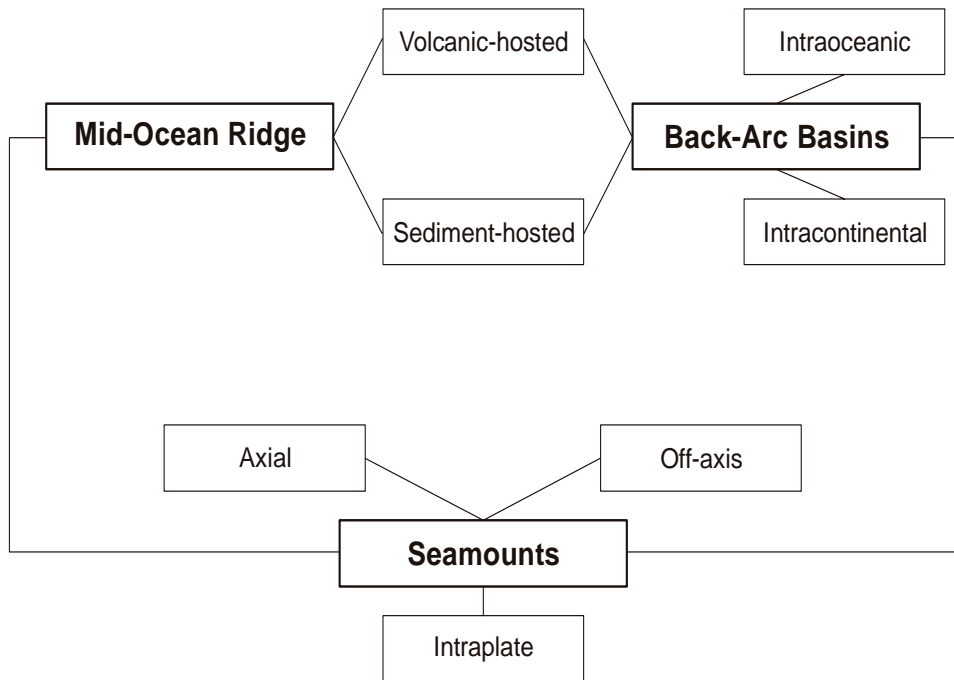 Volcanic-hosted
Intraoceanic
Mid-Ocean Ridge
Back-Arc Basins
Sediment-hosted
Intracontinental
Axial
Off-axis
Seamounts
Intraplate